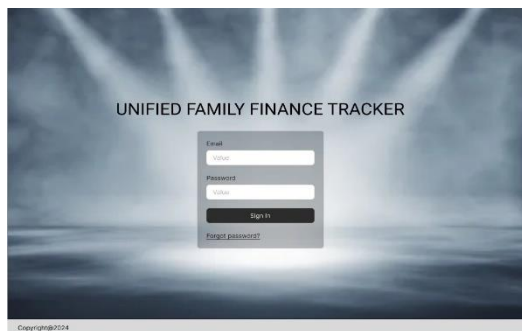 UNIFIED FAMILY FINANCE TRACKER
Email
Value
Password
Value
Sign In
Forgot password?
Copyright@2024